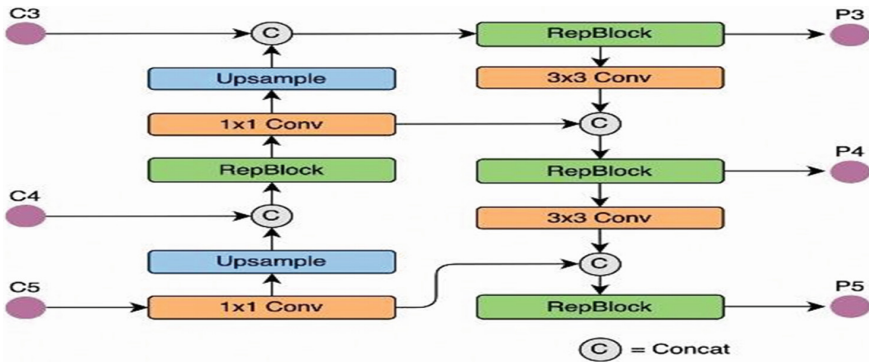 C3
C
RepBlock
P3
Upsample
3x3 Conv
1x1 Conv
C
RepBlock
RepBlock
P4
C4
C
3x3 Conv
Upsample
C
C5
1x1 Conv
RepBlock
P5
C = Concat